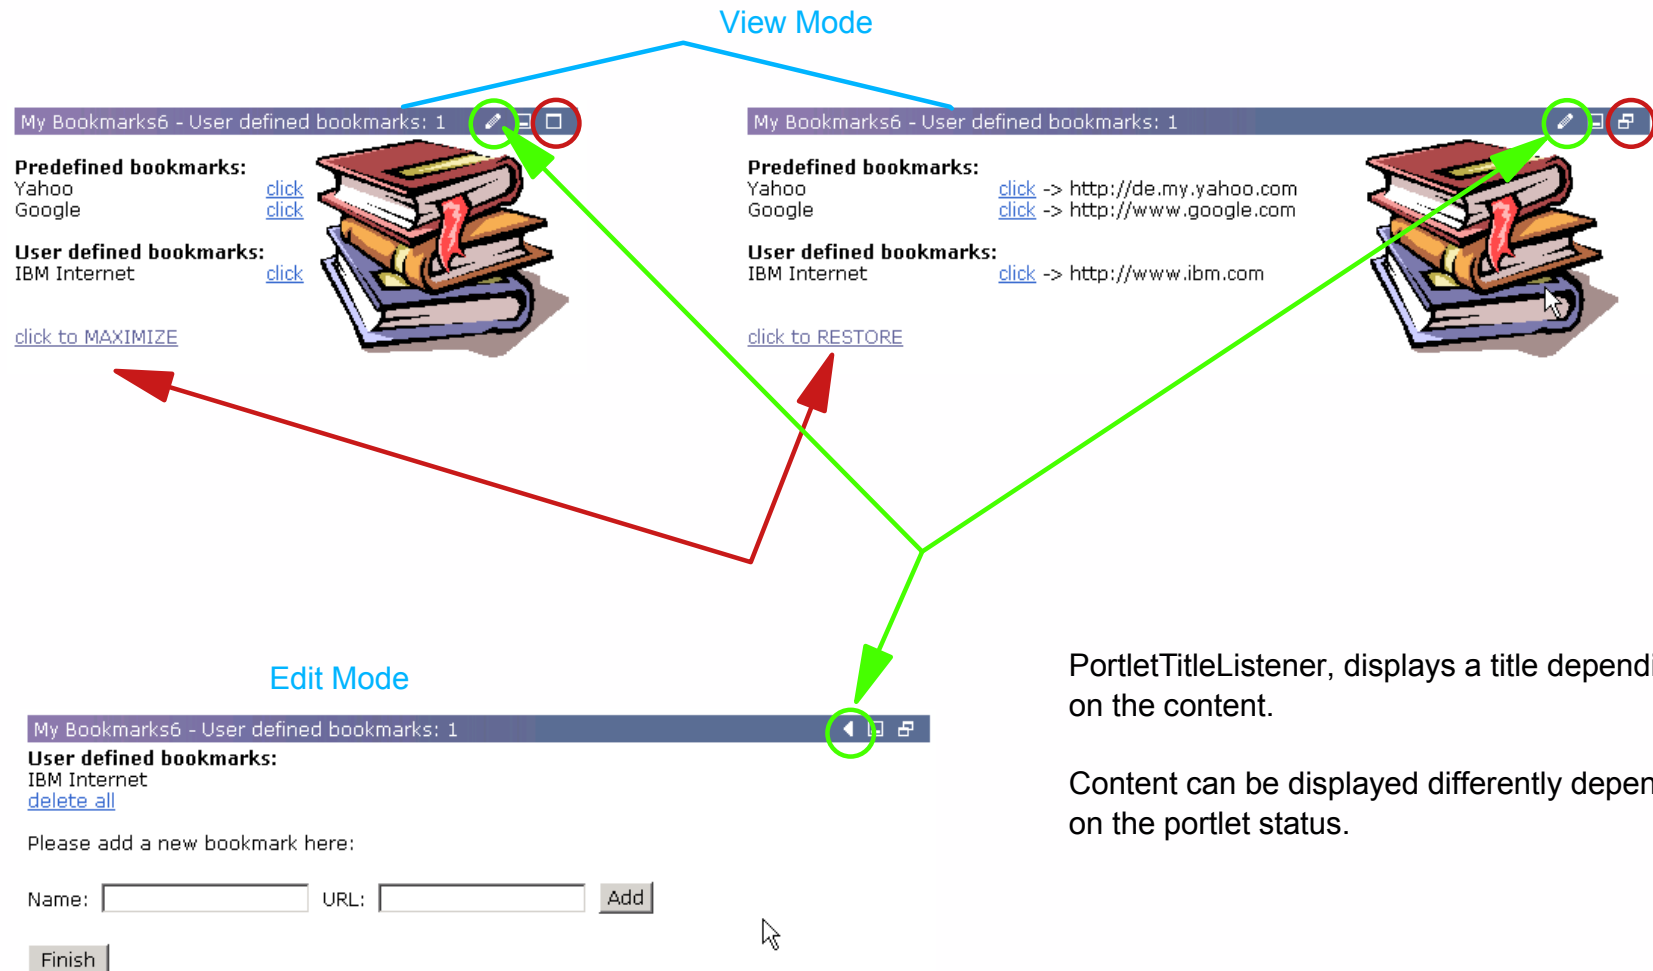 View Mode
My Bookmarks6 - User defined bookmarks: 1
Predefined bookmarks:
Yahoo click
Google click
User defined bookmarks:
IBM Internet click
click to MAXIMIZE
My Bookmarks6 - User defined bookmarks: 1
Predefined bookmarks:
Yahoo click -> http://de.my.yahoo.com
Google click -> http://www.google.com
User defined bookmarks:
IBM Internet click -> http://www.ibm.com
click to RESTORE
Edit Mode
My Bookmarks6 - User defined bookmarks: 1
User defined bookmarks:
IBM Internet
delete all
Please add a new bookmark here:
Name: URL: Add
Finish
PortletTitleListener, displays a title
on the content.
Content can be displayed differently
on the portlet status.